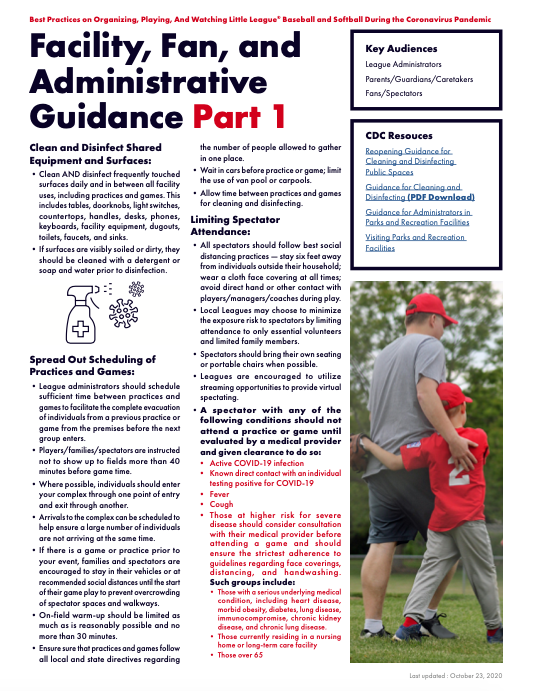 Best Practices on Organizing, Playing, And Watching Little League® Baseball and Softball During the Coronavirus Pandemic
Facility, Fan, and
Administrative
Guidance Part 1
Clean and Disinfect Shared
Equipment and Surfaces:
• Clean AND disinfect frequently touched
surfaces daily and in between all facility
uses, including practices and games. This
includes tables, doorknobs, light switches,
countertops, handles, desks, phones,
keyboards, facility equipment, dugouts,
toilets, faucets, and sinks.
• If surfaces are visibly soiled or dirty, they
should be cleaned with a detergent or
soap and water prior to disinfection.
Spread Out Scheduling of
Practices and Games:
• League administrators should schedule
sufficient time between practices and
games to facilitate the complete evacuation
of individuals from a previous practice or
game from the premises before the next
group enters.
• Players/families/spectators are instructed
not to show up to fields more than 40
minutes before game time.
• Where possible, individuals should enter
your complex through one point of entry
and exit through another.
• Arrivals to the complex can be scheduled to
help ensure a large number of individuals
are not arriving at the same time.
• If there is a game or practice prior to
your event, families and spectators are
encouraged to stay in their vehicles or at
recommended social distances until the start
of their game play to prevent overcrowding
of spectator spaces and walkways.
• On-field warm-up should be limited as
much as is reasonably possible and no
more than 30 minutes.
• Ensure sure that practices and games follow
all local and state directives regarding
the number of people allowed to gather
in one place.
• Wait in cars before practice or game; limit
the use of van pool or carpools.
• Allow time between practices and games
for cleaning and disinfecting.
Limiting Spectator
Attendance:
• All spectators should follow best social
distancing practices — stay six feet away
from individuals outside their household;
wear a cloth face covering at all times;
avoid direct hand or other contact with
players/managers/coaches during play.
• Local Leagues may choose to minimize
the exposure risk to spectators by limiting
attendance to only essential volunteers
and limited family members.
• Spectators should bring their own seating
or portable chairs when possible.
• Leagues are encouraged to utilize
streaming opportunities to provide virtual
spectating.
• A spectator with any of the
following conditions should not
attend a practice or game until
evaluated by a medical provider
and given clearance to do so:
• Active COVID-19 infection
• Known direct contact with an individual
testing positive for COVID-19
• Fever
• Cough
• Those at higher risk for severe
disease should consider consultation
with their medical provider before
attending a game and should
ensure the strictest adherence to
guidelines regarding face coverings,
distancing, and handwashing.
Such groups include:
• Those with a serious underlying medical
condition, including heart disease,
morbid obesity, diabetes, lung disease,
immunocompromise, chronic kidney
disease, and chronic lung disease.
• Those currently residing in a nursing
home or long-term care facility
• Those over 65
Key Audiences
League Administrators
Parents/Guardians/Caretakers
Fans/Spectators
CDC Resouces
Reopening Guidance for
Cleaning and Disinfecting
Public Spaces
Guidance for Cleaning and
Disinfecting (PDF Download)
Guidance for Administrators in
Parks and Recreation Facilities
Visiting Parks and Recreation
Facilities
2
Last updated : October 23, 2020